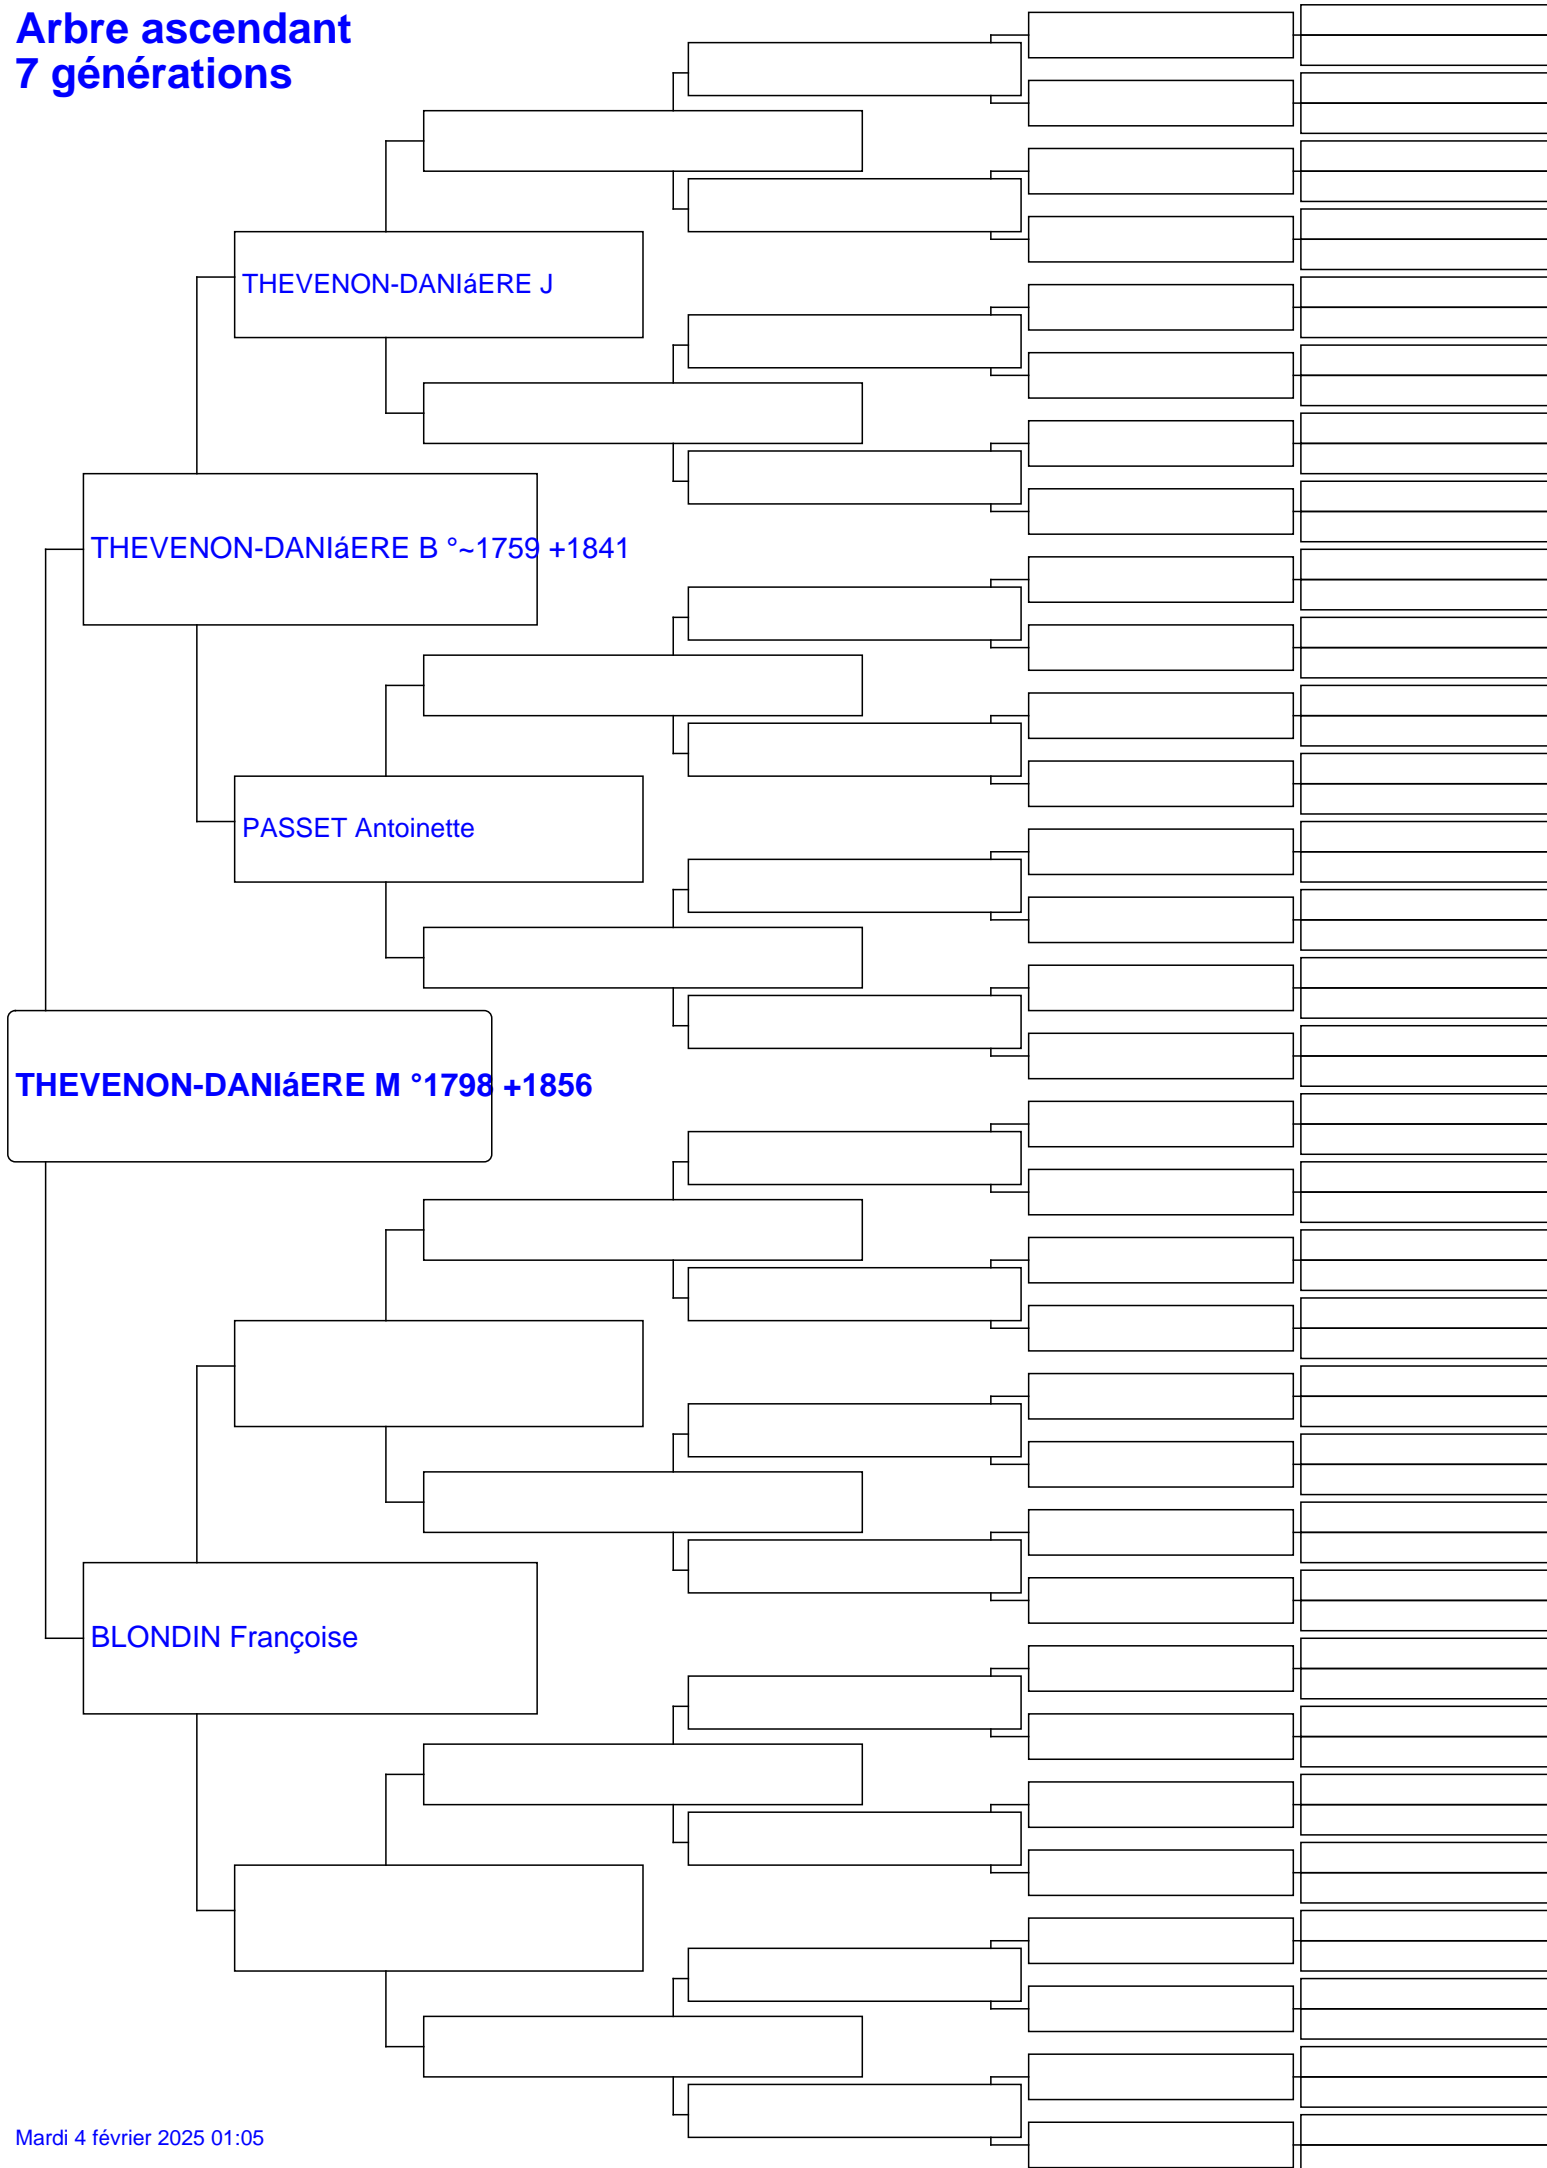 Arbre ascendant
7 générations
THEVENON-DANIáERE J
THEVENON-DANIáERE B °~1759 +1841
PASSET Antoinette
THEVENON-DANIáERE M °1798 +1856
BLONDIN Françoise
Mardi 4 février 2025 01:05